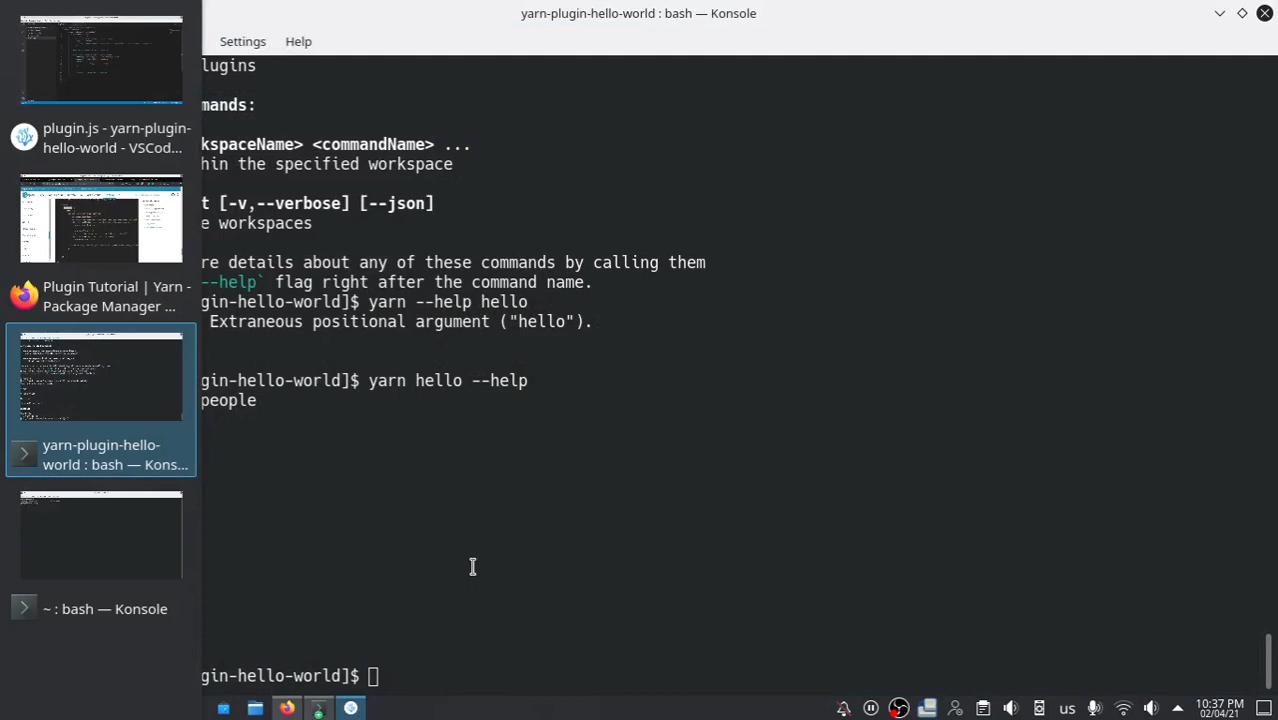 yarn-plugin-hello-world : bash — Konsole
Settings Help
lugins
mands:
kspaceName> <commandName> ...
hin the specified workspace
t [-v,--verbose] [--json]
e workspaces
re details about any of these commands by calling them
--help` flag right after the command name.
gin-hello-world]$ yarn --help hello
Extraneous positional argument ("hello").
gin-hello-world]$ yarn hello --help
people
gin-hello-world]$
plugin.js - yarn-plugin-
hello-world - VSCod...
Plugin Tutorial | Yarn -
Package Manager ...
yarn-plugin-hello-
world : bash — Kons...
~ : bash — Konsole
us
10:37 PM
02/04/21